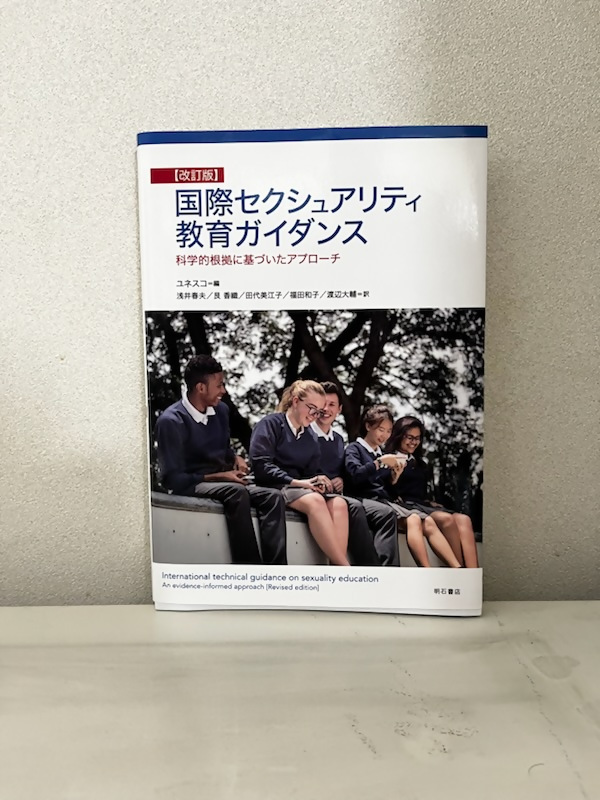 【改訂版】
国際セクシュアリティ
教育ガイダンス
科学的根拠に基づいたアプローチ
ユネスコ=編
浅井春夫／艮 香織／田代美江子／福田和子／渡辺大輔=訳
International technical guidance on sexuality education
An evidence-informed approach [Revised edition]
明石書店